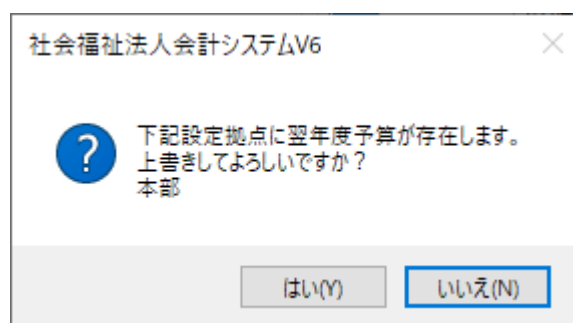 社会福祉法人会計システムV6
下記設定拠点に翌年度予算が存在します。
上書きしてよろしいですか？
本部
はい(Y)
いいえ(N)